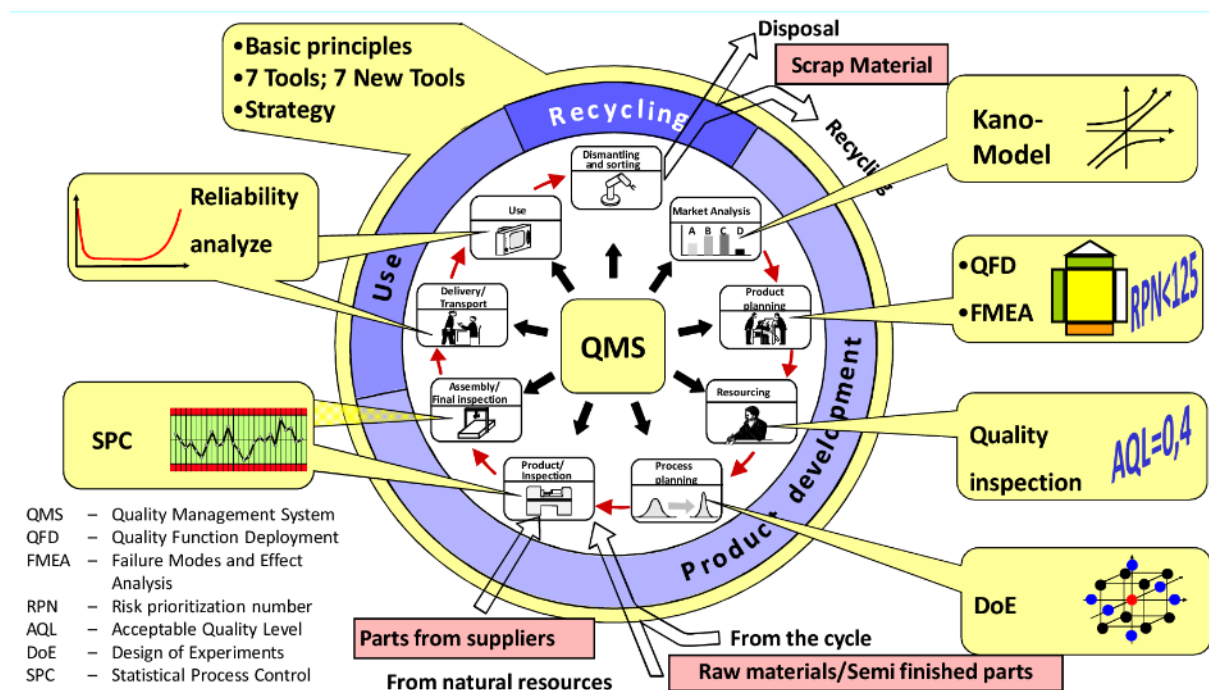 •Basic principles
•7 Tools; 7 New Tools
•Strategy
Disposal
Scrap Material
Recycling
Recycling
Kano-
Model
Reliability
analyze
Dismantling
and sorting
Use
Market Analysis
A B C D
Use
Delivery/
Transport
Product
planning
•QFD
•FMEA
RPN<125
QMS
Assembly/
Final inspection
Resourcing
SPC
Quality
inspection
AQL=0,4
Product/
Inspection
Process
planning
Product development
DoE
QMS – Quality Management System
QFD – Quality Function Deployment
FMEA – Failure Modes and Effect
Analysis
RPN – Risk prioritization number
AQL – Acceptable Quality Level
DoE – Design of Experiments
SPC – Statistical Process Control
Parts from suppliers
From the cycle
Raw materials/Semi finished parts
From natural resources